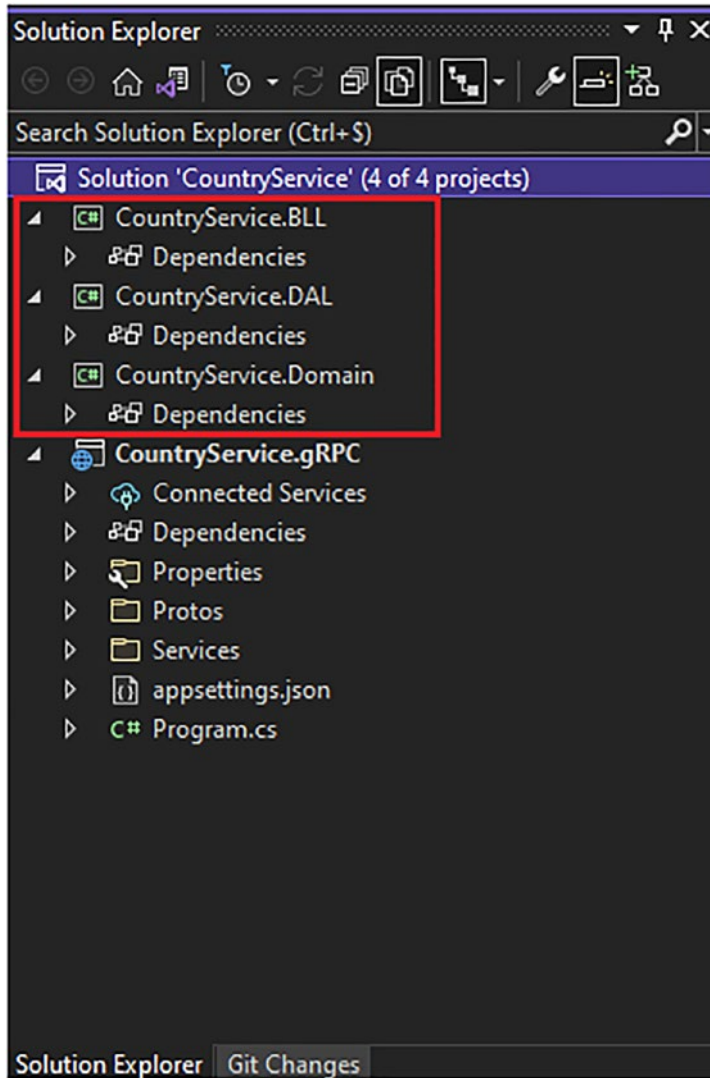 Solution Explorer
Search Solution Explorer (Ctrl+$)
Solution 'CountryService' (4 of 4 projects)
C# CountryService.BLL
Dependencies
C# CountryService.DAL
Dependencies
C# CountryService.Domain
Dependencies
CountryService.gRPC
Connected Services
Dependencies
Properties
Protos
Services
appsettings.json
C# Program.cs
Solution Explorer Git Changes